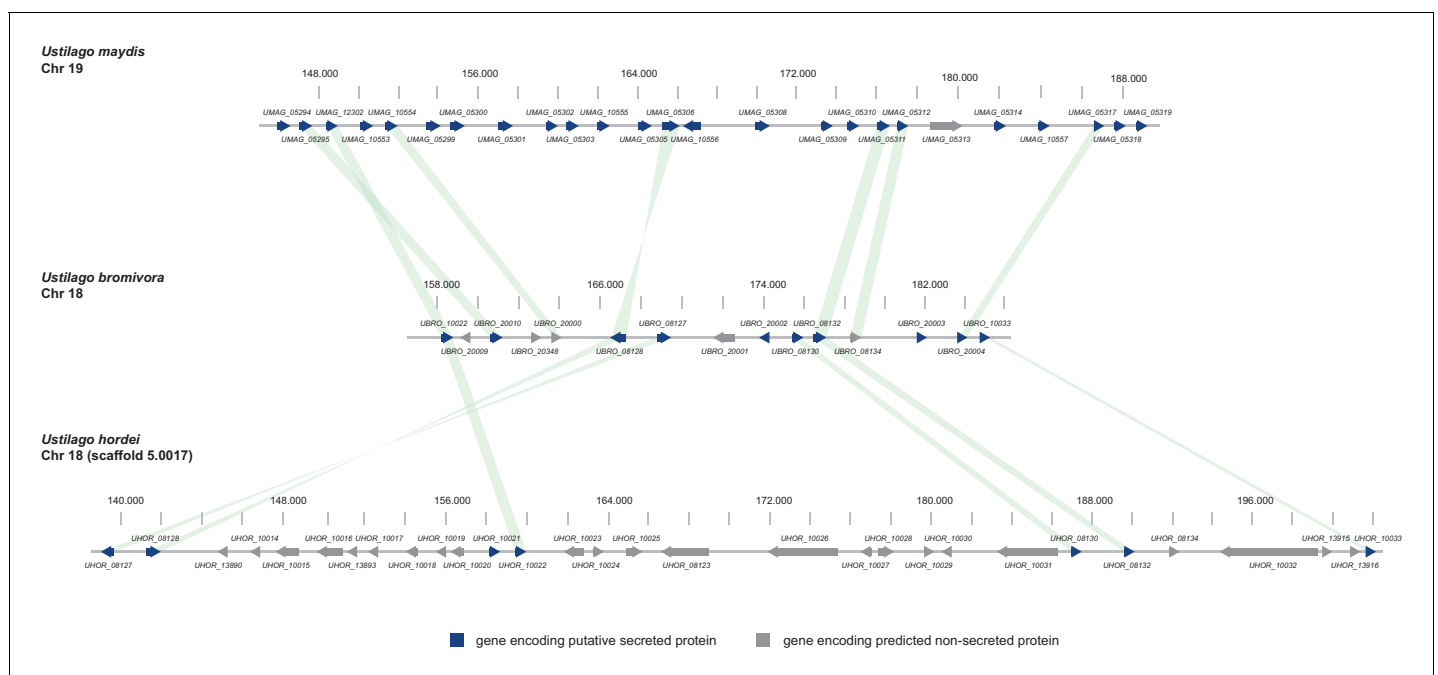 Ustilago maydis
Chr 19
148.000 156.000 164.000 172.000 180.000 188.000
UMAG_05294 UMAG_12302 UMAG_10554 UMAG_05300 UMAG_05302 UMAG_10555 UMAG_05306 UMAG_05308 UMAG_05310 UMAG_05312 UMAG_05314 UMAG_05317 UMAG_05319
UMAG_05295 UMAG_10553 UMAG_05299 UMAG_05301 UMAG_05303 UMAG_05305 UMAG_10556 UMAG_05309 UMAG_05311 UMAG_05313 UMAG_10557 UMAG_05318
Ustilago bromivora
Chr 18
158.000 166.000 174.000 182.000
UBRO_10022 UBRO_20010 UBRO_20000 UBRO_08127 UBRO_20002 UBRO_08132 UBRO_20003 UBRO_10033
UBRO_20009 UBRO_20348 UBRO_08128 UBRO_20001 UBRO_08130 UBRO_08134 UBRO_20004
Ustilago hordei
Chr 18 (scaffold 5.0017)
140.000 148.000 156.000 164.000 172.000 180.000 188.000 196.000
UHOR_08128 UHOR_10014 UHOR_10016 UHOR_10017 UHOR_10019 UHOR_10021 UHOR_10023 UHOR_10025 UHOR_10026 UHOR_10028 UHOR_10030 UHOR_08130 UHOR_08134 UHOR_13915 UHOR_10033
UHOR_08127 UHOR_13890 UHOR_10015 UHOR_13893 UHOR_10018 UHOR_10020 UHOR_10022 UHOR_10024 UHOR_08123 UHOR_10027 UHOR_10029 UHOR_10031 UHOR_08132 UHOR_10032 UHOR_13916
gene encoding putative secreted protein gene encoding predicted non-secreted protein